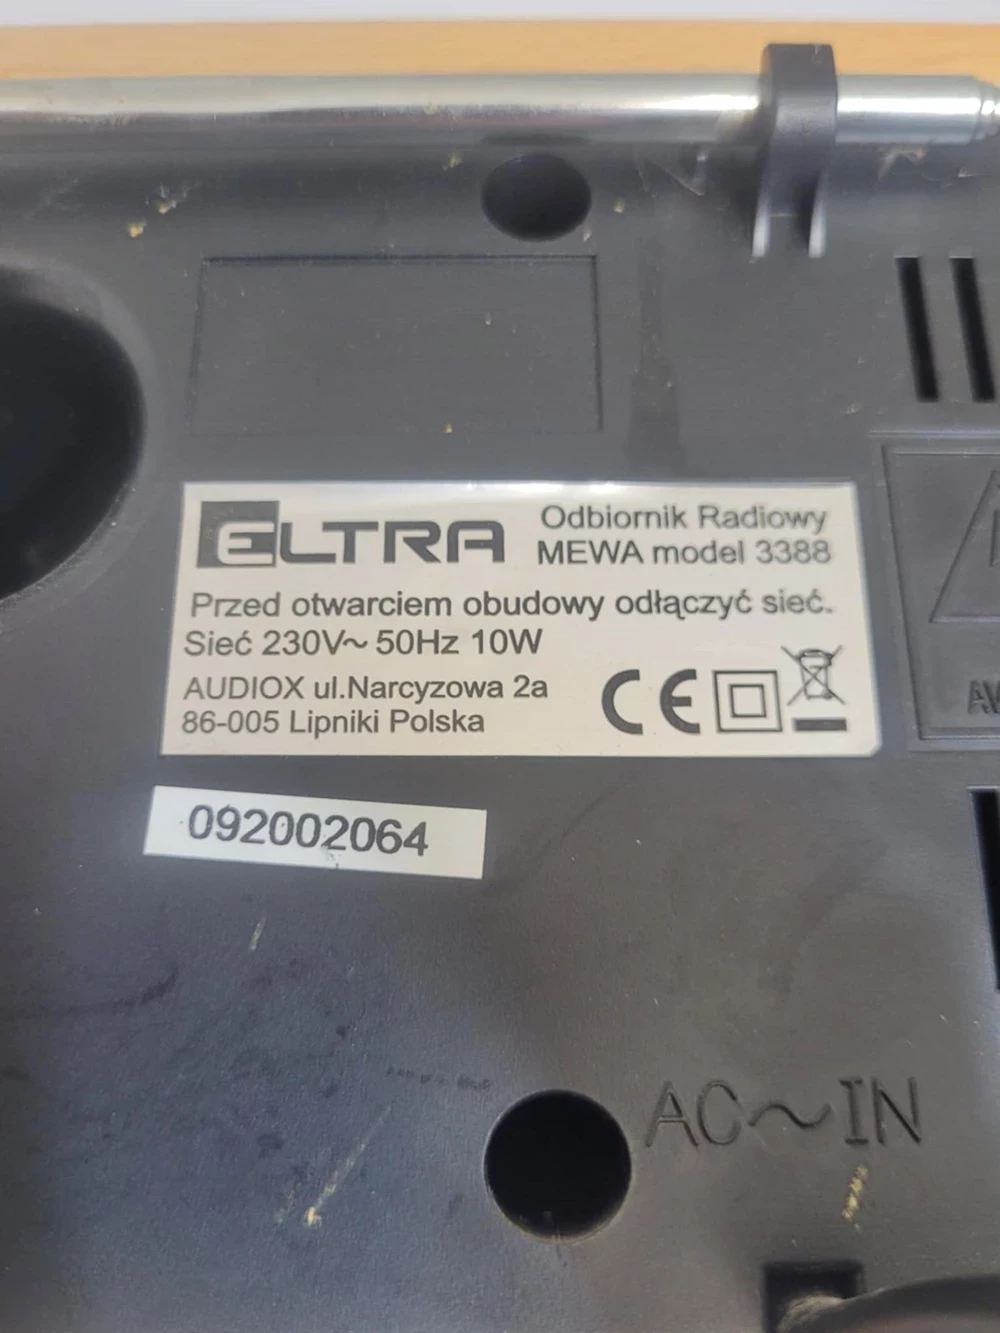 ELTRA
Odbiornik Radiowy
MEWA model 3388
Przed otwarciem obudowy odłączyć sieć.
Sieć 230V~ 50Hz 10W
AUDIOX ul.Narcyzowa 2a
86-005 Lipniki Polska
CE
092002064
AC~IN